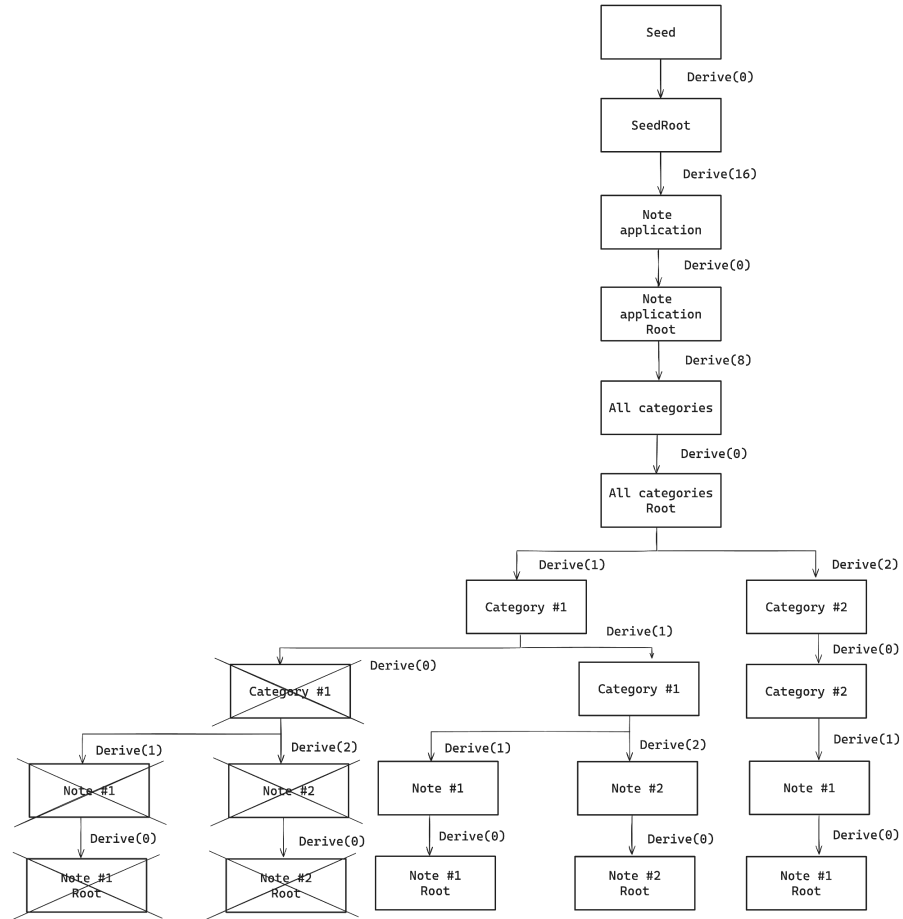 Seed
Derive(0)
SeedRoot
Derive(16)
Note
application
Derive(0)
Note
application
Root
Derive(8)
All categories
Derive(0)
All categories
Root
Derive(1)
Derive(2)
Category #1
Category #2
Derive(1)
Derive(0)
Derive(0)
Category #1
Category #1
Category #2
Derive(1)
Derive(2)
Derive(1)
Derive(2)
Derive(1)
Note #1
Note #2
Note #1
Note #2
Note #1
Derive(0)
Derive(0)
Derive(0)
Derive(0)
Derive(0)
Note #1
Root
Note #2
Root
Note #1
Root
Note #2
Root
Note #1
Root